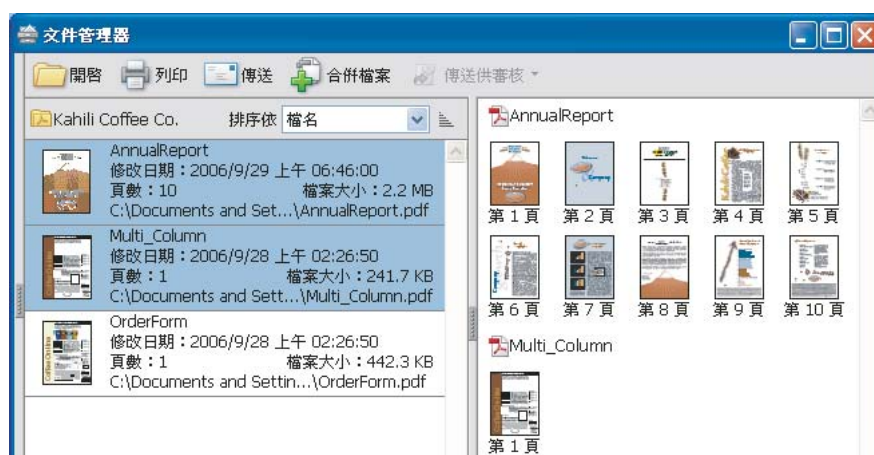 文件管理器
開啓 列印 傳送 合併檔案 傳送供審核
Kahili Coffee Co. 排序依 檔名
AnnualReport
修改日期：2006/9/29 上午 06:46:00
頁數：10 檔案大小：2.2 MB
C:\Documents and Set...\AnnualReport.pdf
Multi_Column
修改日期：2006/9/28 上午 02:26:50
頁數：1 檔案大小：241.7 KB
C:\Documents and Sett...\Multi_Column.pdf
OrderForm
修改日期：2006/9/28 上午 02:26:50
頁數：1 檔案大小：442.3 KB
C:\Documents and Settin...\OrderForm.pdf
AnnualReport
第 1 頁 第 2 頁 第 3 頁 第 4 頁 第 5 頁
第 6 頁 第 7 頁 第 8 頁 第 9 頁 第 10 頁
Multi_Column
第 1 頁